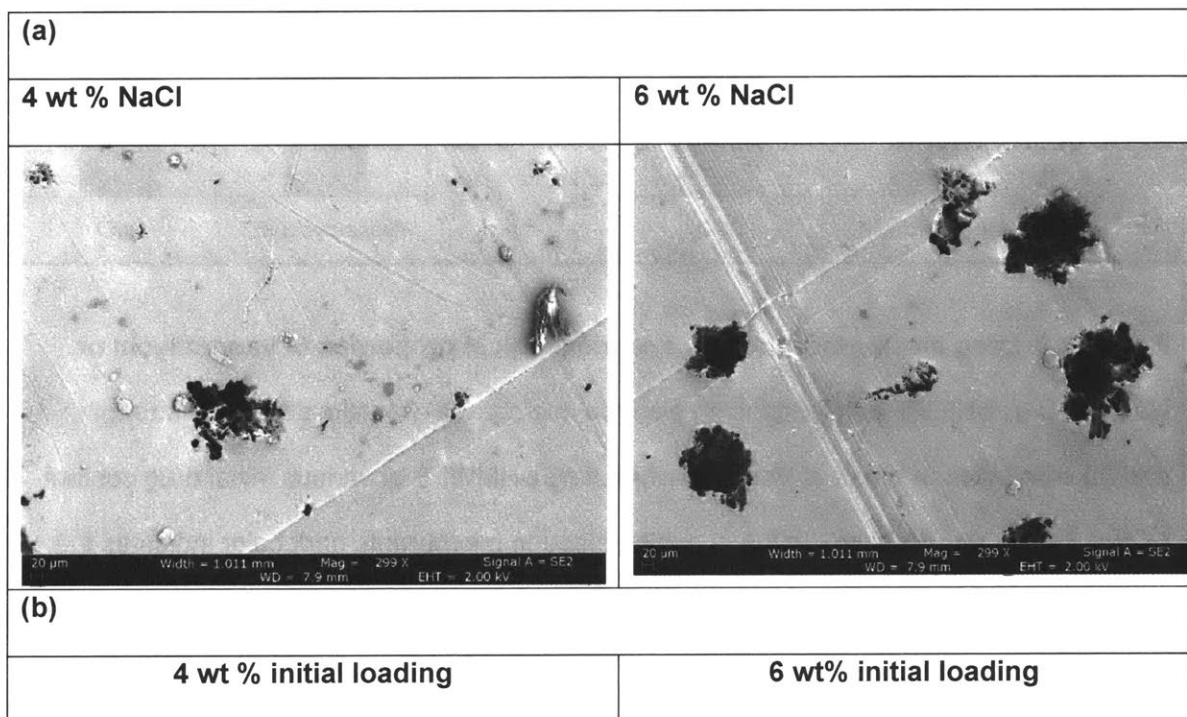 (a)
4 wt % NaCl
6 wt % NaCl
20 µm Width = 1.011 mm Mag = 299 X Signal A = SE2
WD = 7.9 mm EHT = 2.00 kV
20 µm Width = 1.011 mm Mag = 299 X Signal A = SE2
WD = 7.9 mm EHT = 2.00 kV
(b)
4 wt % initial loading
6 wt% initial loading